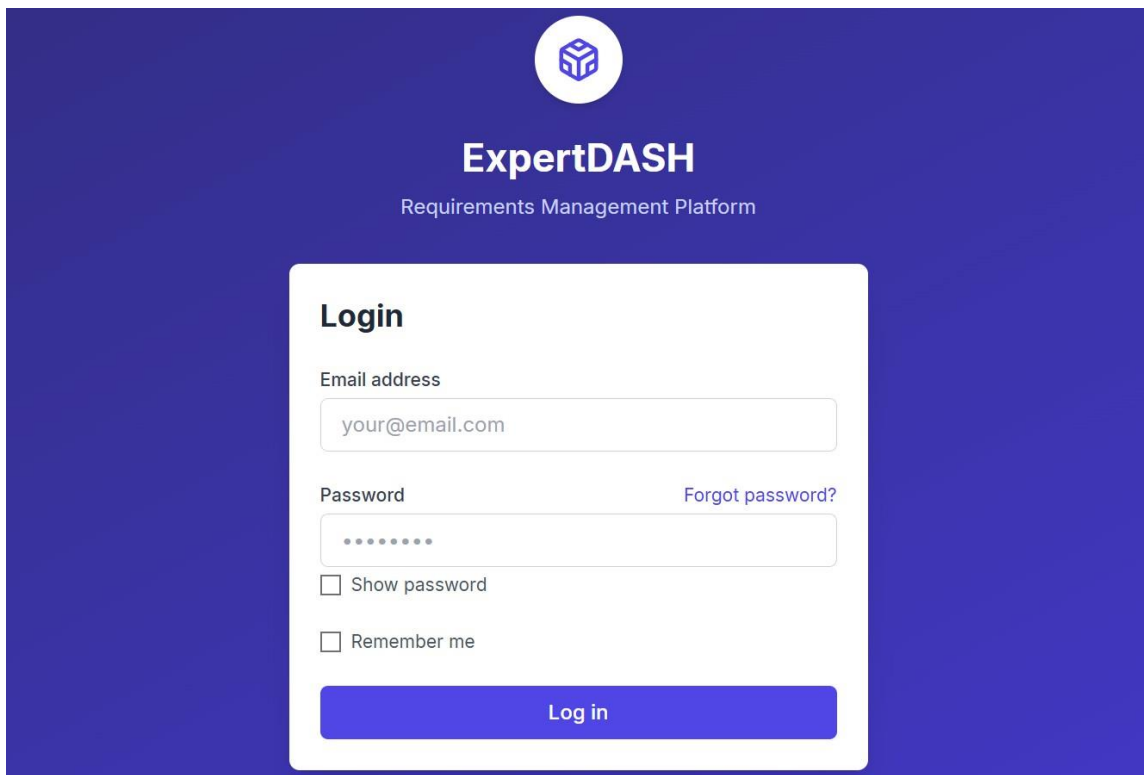 ExpertDASH
Requirements Management Platform
Login
Email address
your@email.com
Password Forgot password?
••••••••
Show password
Remember me
Log in